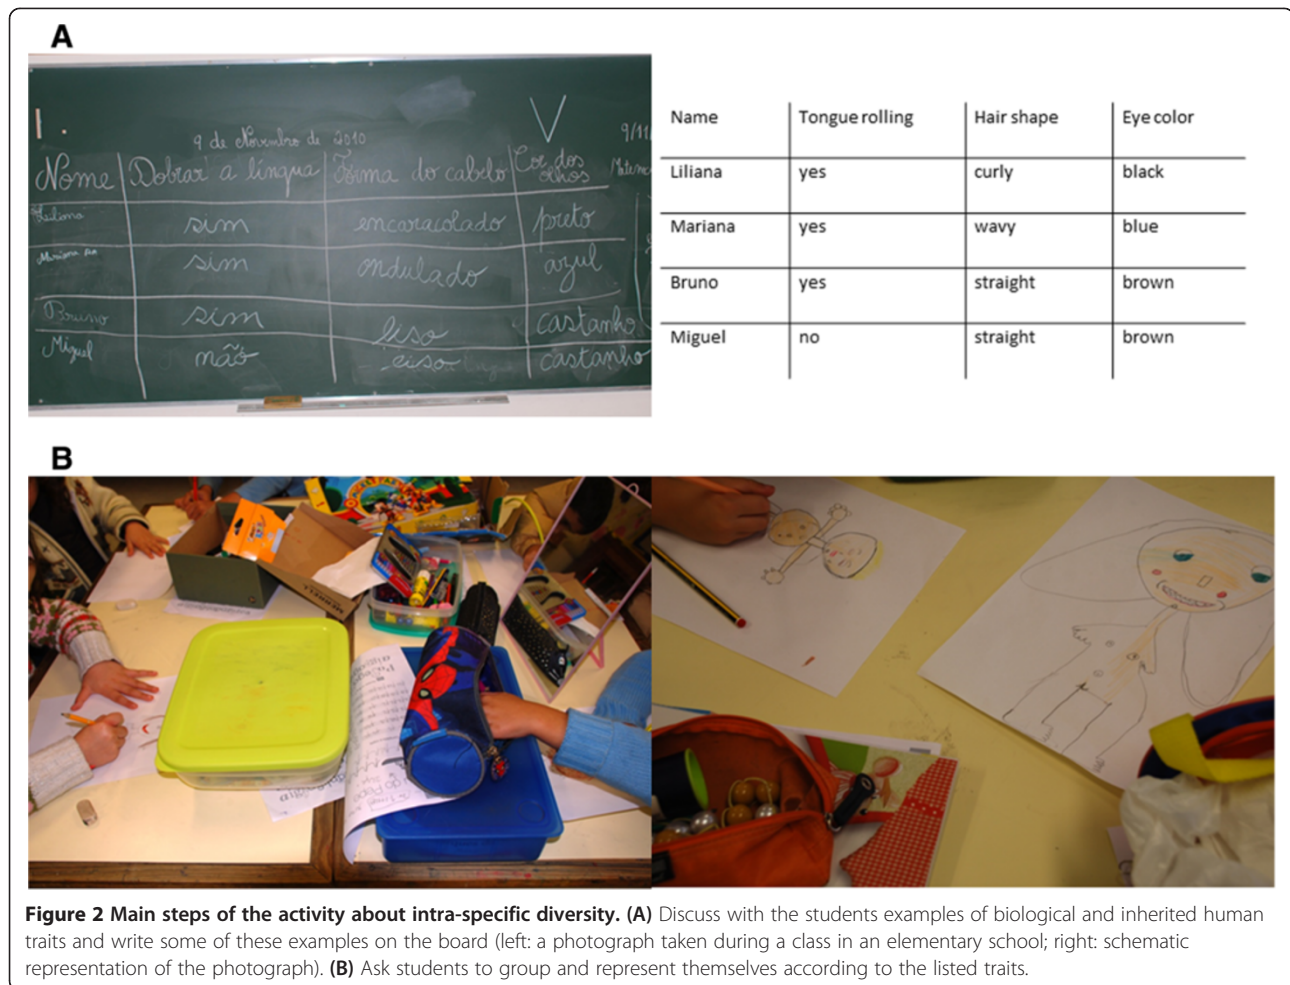 A
9 de Novembro de 2010
V
9/11
Nome Dobrar a língua Forma do cabelo Cor dos olhos
Liliana sim encaracolado preto
Mariana sim ondulado azul
Bruno sim liso castanho
Miguel não liso castanho
Name Tongue rolling Hair shape Eye color
Liliana yes curly black
Mariana yes wavy blue
Bruno yes straight brown
Miguel no straight brown
B
MERRELL
Figure 2 Main steps of the activity about intra-specific diversity. (A) Discuss with the students examples of biological and inherited human
traits and write some of these examples on the board (left: a photograph taken during a class in an elementary school; right: schematic
representation of the photograph). (B) Ask students to group and represent themselves according to the listed traits.